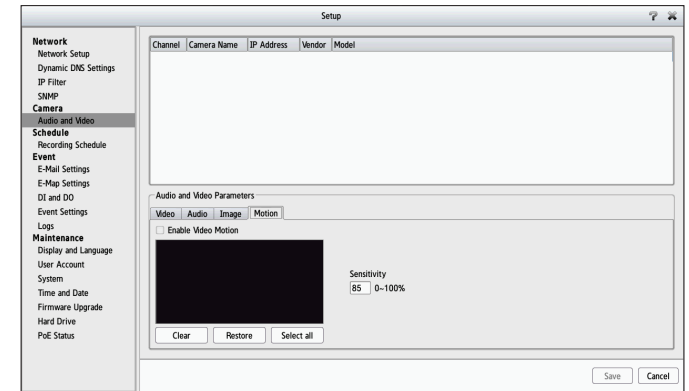 Setup
Network
Network Setup
Dynamic DNS Settings
IP Filter
SNMP
Camera
Audio and Video
Schedule
Recording Schedule
Event
E-Mail Settings
E-Map Settings
DI and DO
Event Settings
Logs
Maintenance
Display and Language
User Account
System
Time and Date
Firmware Upgrade
Hard Drive
PoE Status
Channel Camera Name IP Address Vendor Model
Audio and Video Parameters
Video Audio Image Motion
Enable Video Motion
Sensitivity
85 0~100%
Clear Restore Select all
Save Cancel